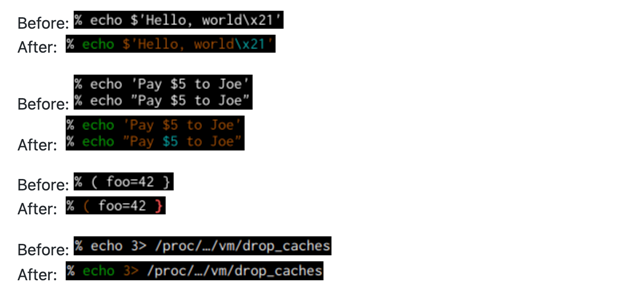 Before: % echo $'Hello, world\x21'
After: % echo $'Hello, world\x21'
% echo 'Pay $5 to Joe'
Before: % echo "Pay $5 to Joe"
% echo 'Pay $5 to Joe'
After: % echo "Pay $5 to Joe"
Before: % ( foo=42 }
After: % ( foo=42 }
Before: % echo 3> /proc/…/vm/drop_caches
After: % echo 3> /proc/…/vm/drop_caches